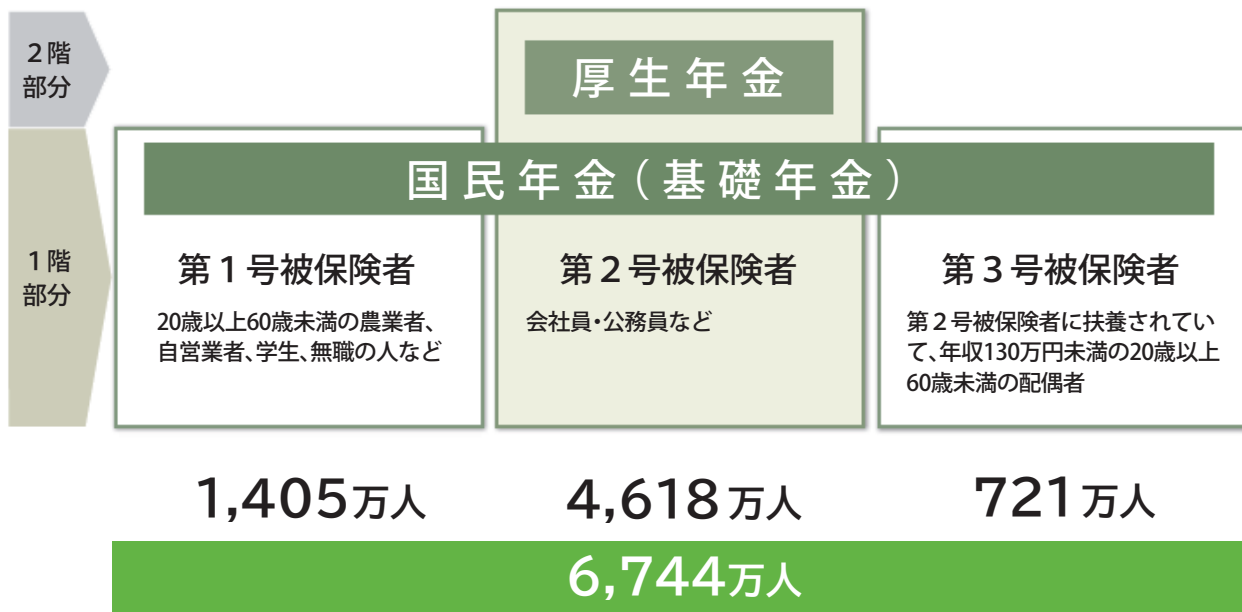 2階
部分
厚生年金
国民年金(基礎年金)
1階
部分
第1号被保険者
20歳以上60歳未満の農業者、
自営業者、学生、無職の人など
第2号被保険者
会社員・公務員など
第3号被保険者
第2号被保険者に扶養されてい
て、年収130万円未満の20歳以上
60歳未満の配偶者
1,405万人
4,618万人
721万人
6,744万人